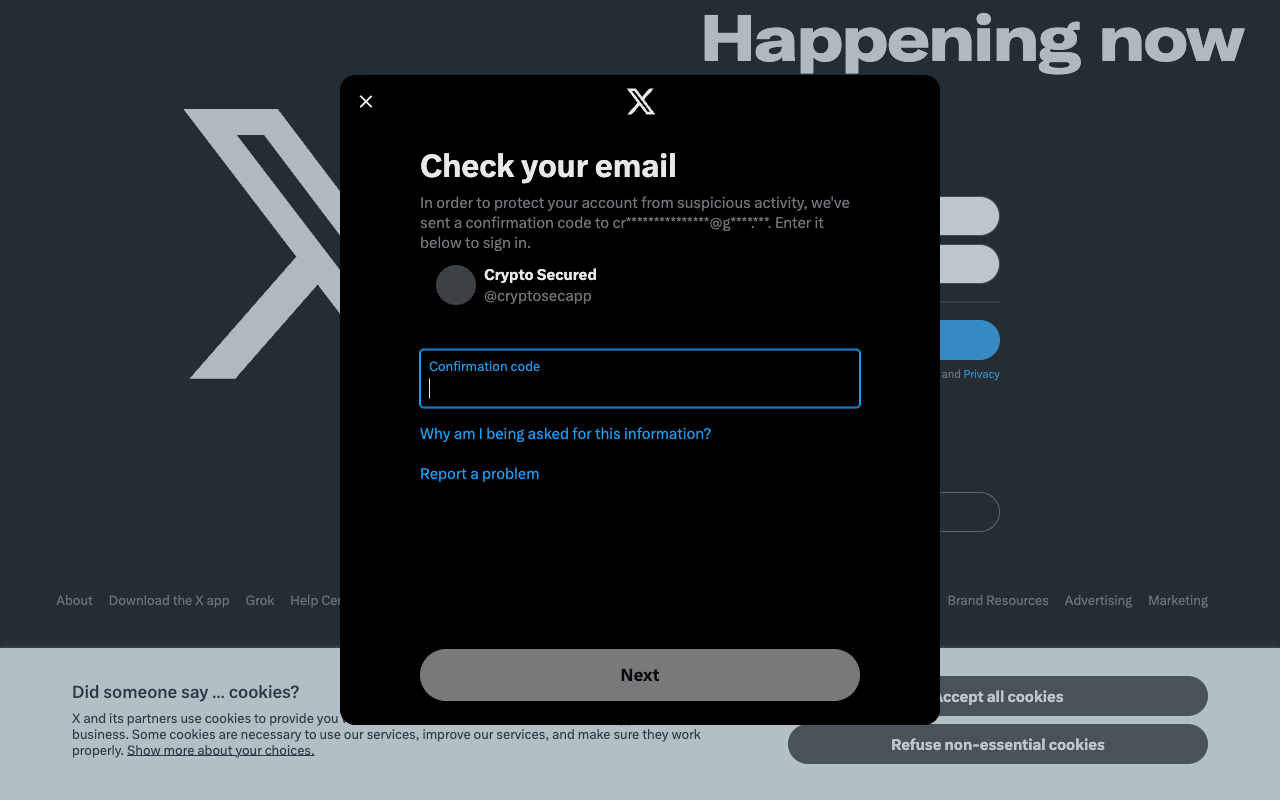 Happening now
Check your email
In order to protect your account from suspicious activity, we've
sent a confirmation code to cr***************@g****.**. Enter it
below to sign in.
Crypto Secured
@cryptosecapp
Confirmation code
Why am I being asked for this information?
Report a problem
Next
and Privacy
About Download the X app Grok Help Cen
Brand Resources Advertising Marketing
Did someone say … cookies?
X and its partners use cookies to provide you
business. Some cookies are necessary to use our services, improve our services, and make sure they work
properly. Show more about your choices.
Accept all cookies
Refuse non-essential cookies